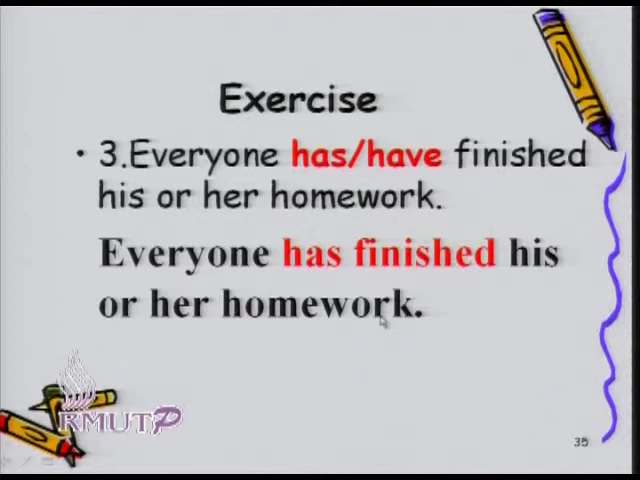 Exercise
• 3.Everyone has/have finished
his or her homework.
Everyone has finished his
or her homework.
RMUTP
35